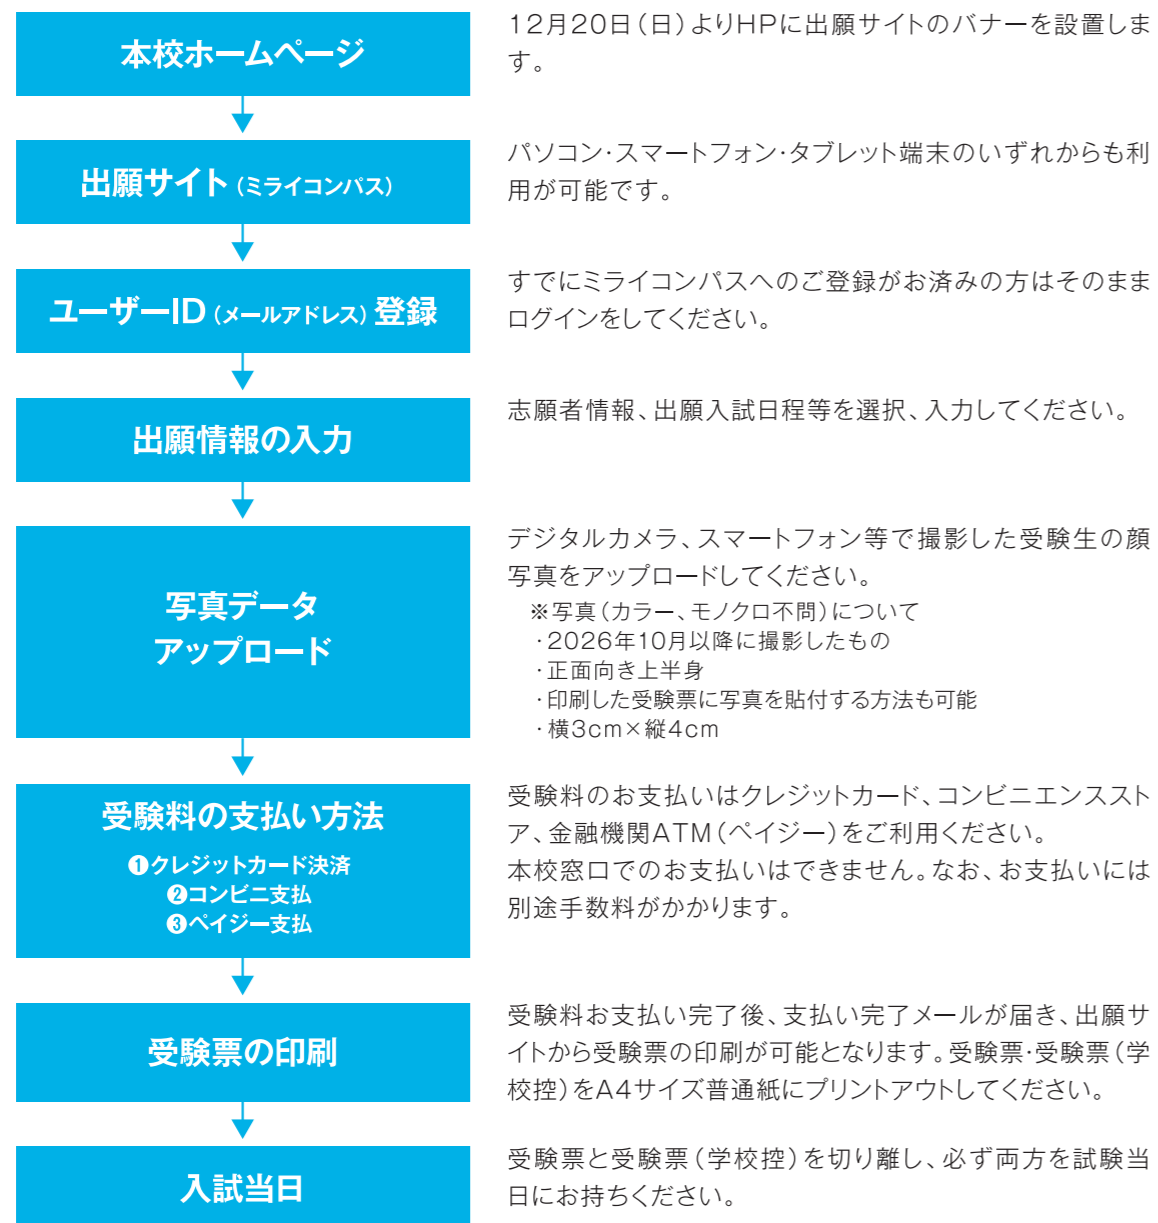 本校ホームページ
12月20日（日）よりHPに出願サイトのバナーを設置しま
す。
出願サイト（ミライコンパス）
パソコン・スマートフォン・タブレット端末のいずれからも利
用が可能です。
ユーザーID（メールアドレス）登録
すでにミライコンパスへのご登録がお済みの方はそのまま
ログインをしてください。
出願情報の入力
志願者情報、出願入試日程等を選択、入力してください。
写真データ
アップロード
デジタルカメラ、スマートフォン等で撮影した受験生の顔
写真をアップロードしてください。
※写真（カラー、モノクロ不問）について
・2026年10月以降に撮影したもの
・正面向き上半身
・印刷した受験票に写真を貼付する方法も可能
・横3cm×縦4cm
受験料の支払い方法
❶クレジットカード決済
❷コンビニ支払
❸ペイジー支払
受験料のお支払いはクレジットカード、コンビニエンススト
ア、金融機関ATM（ペイジー）をご利用ください。
本校窓口でのお支払いはできません。なお、お支払いには
別途手数料がかかります。
受験票の印刷
受験料お支払い完了後、支払い完了メールが届き、出願サ
イトから受験票の印刷が可能となります。受験票・受験票（学
校控）をA4サイズ普通紙にプリントアウトしてください。
入試当日
受験票と受験票（学校控）を切り離し、必ず両方を試験当
日にお持ちください。